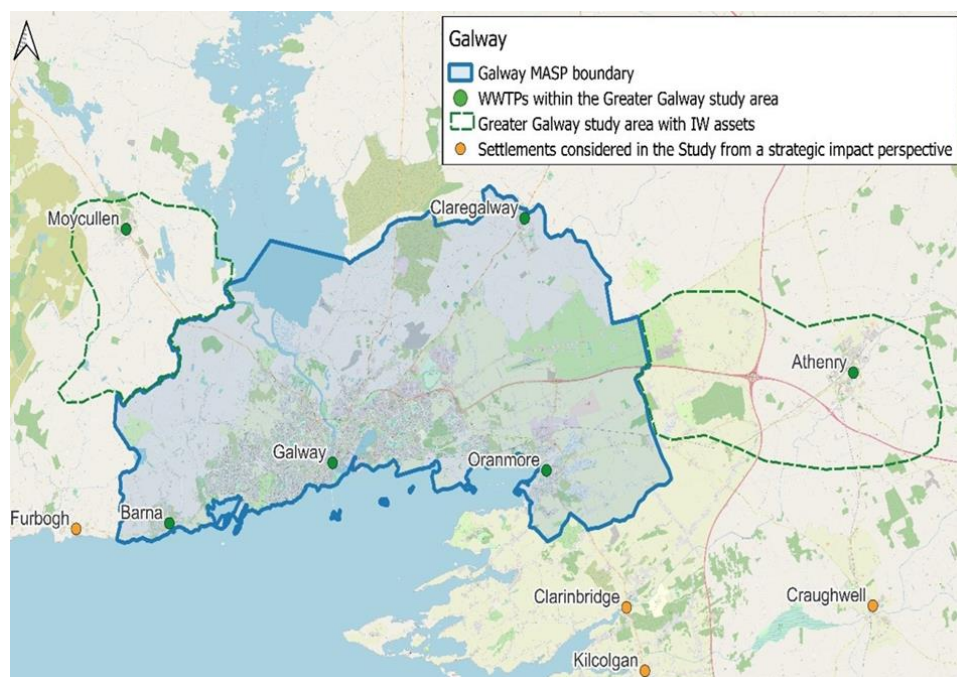 Galway
Galway MASP boundary
WWTPs within the Greater Galway study area
Greater Galway study area with IW assets
Settlements considered in the Study from a strategic impact perspective
Moycullen
Claregalway
Athenry
Galway
Oranmore
Furbogh
Barna
Clarinbridge
Craughwell
Kilcolgan